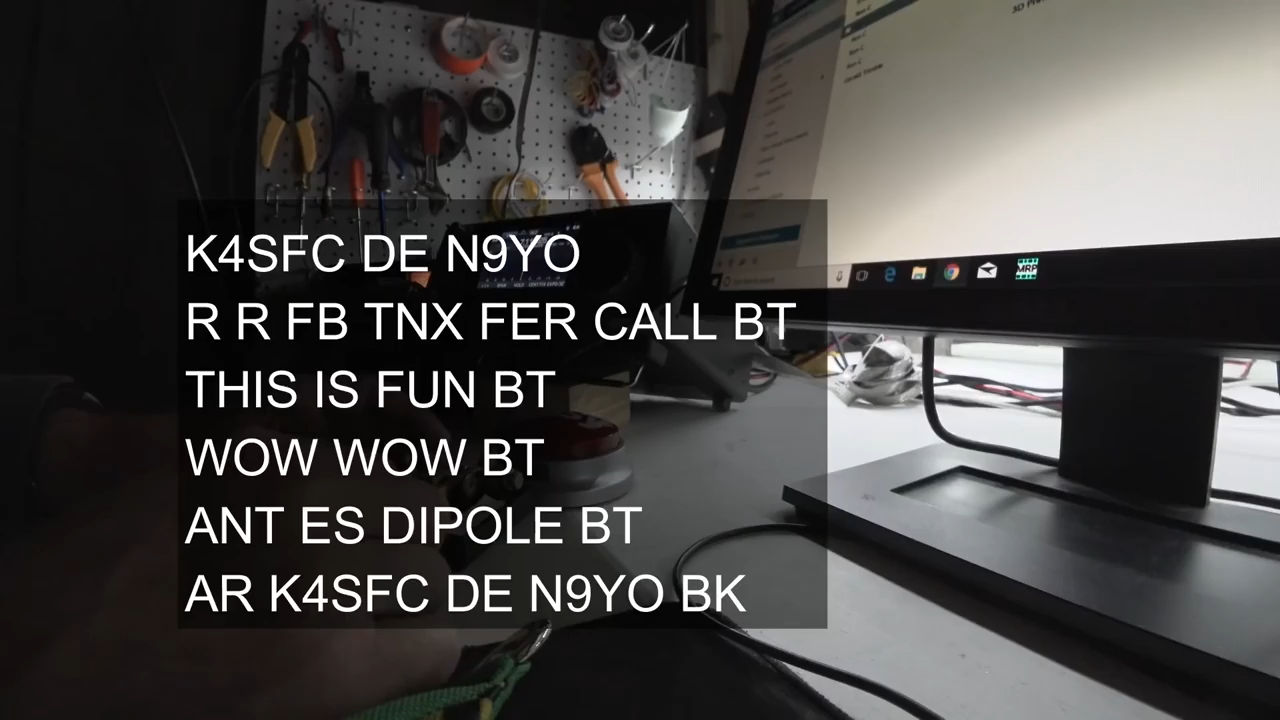 K4SFC DE N9YO
R R FB TNX FER CALL BT
THIS IS FUN BT
WOW WOW BT
ANT ES DIPOLE BT
AR K4SFC DE N9YO BK
MRP